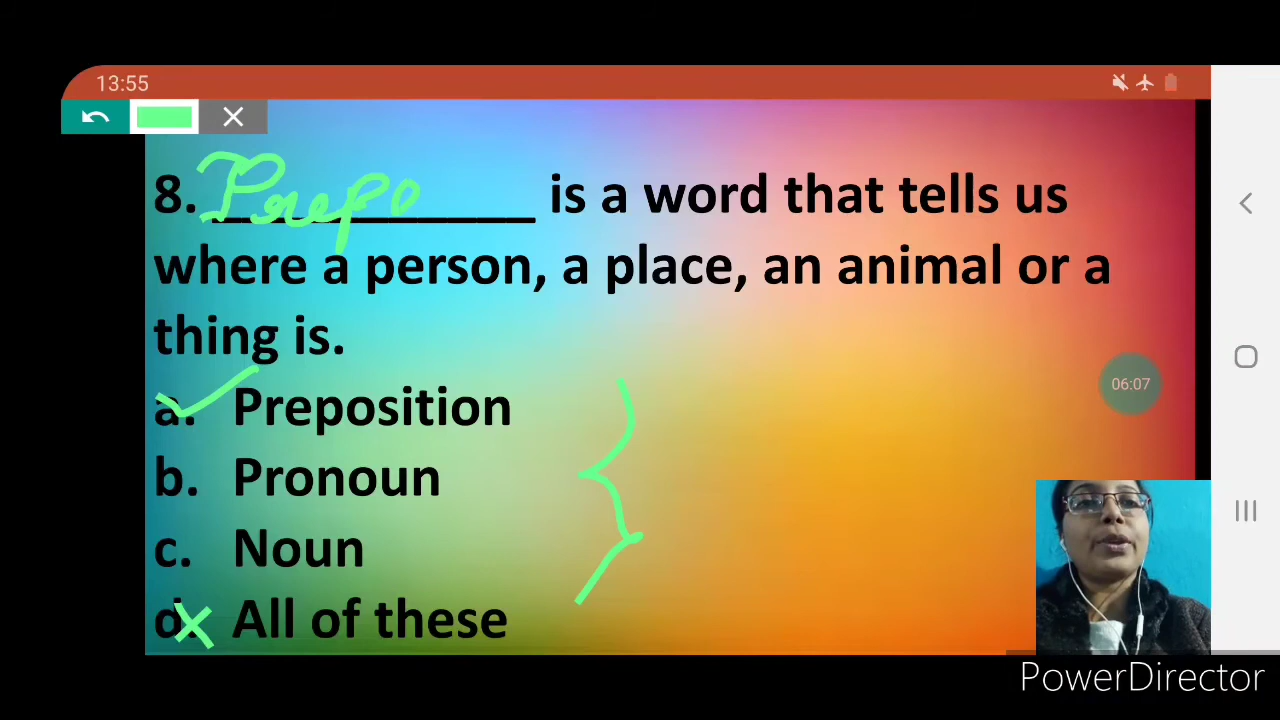 13:55
8. Prepo is a word that tells us
where a person, a place, an animal or a
thing is.
a. Preposition
06:07
b. Pronoun
c. Noun
d. All of these
PowerDirector